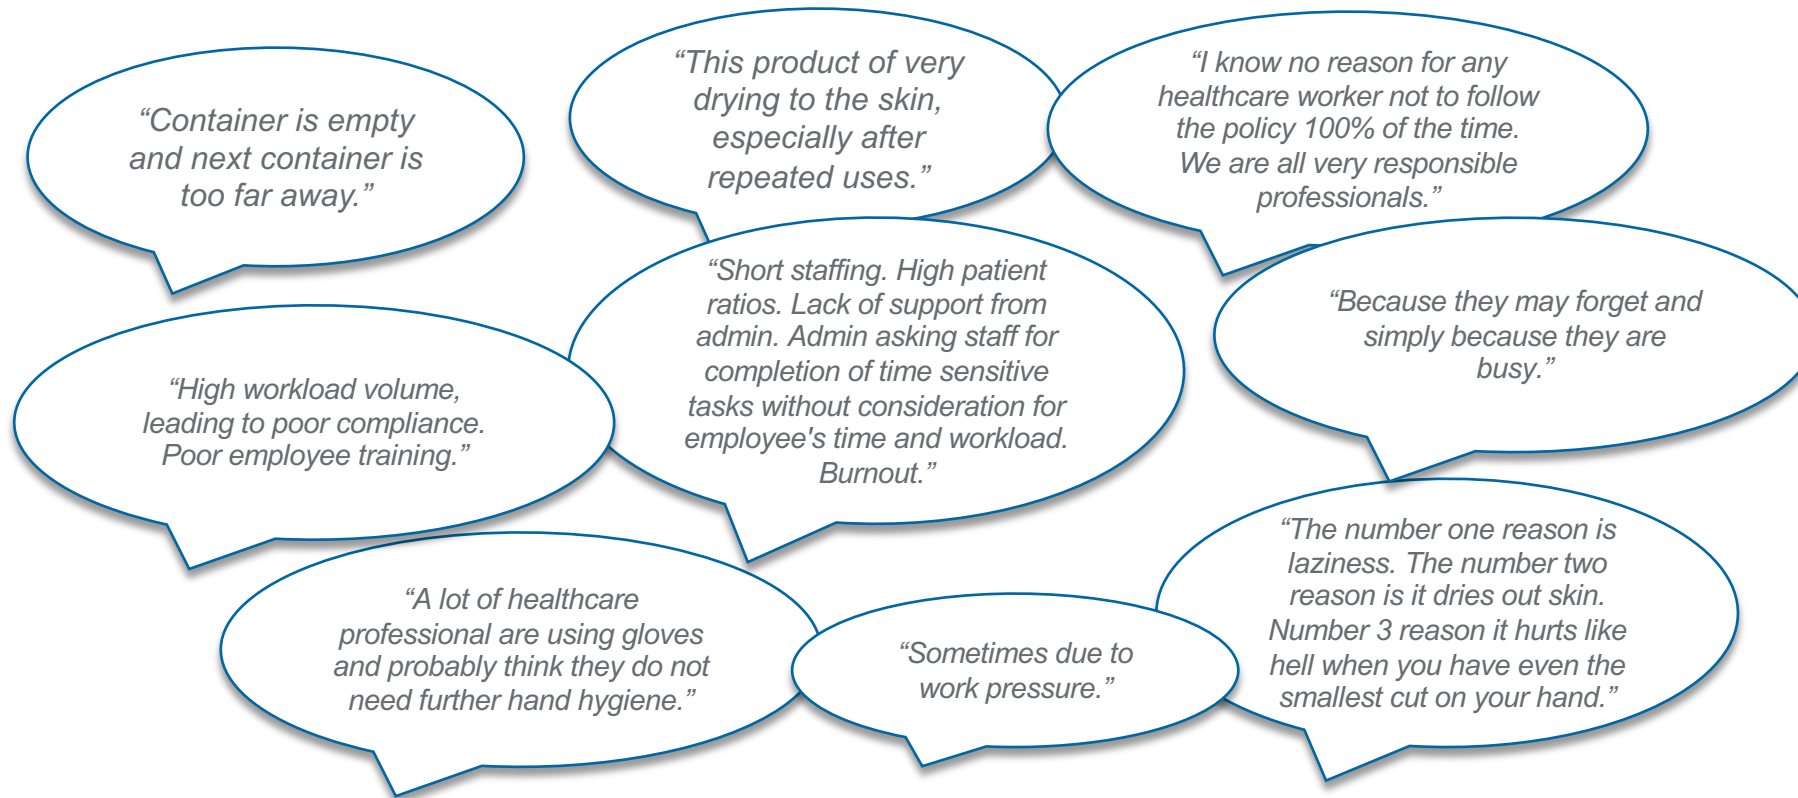 “Container is empty
and next container is
too far away.”
“This product of very
drying to the skin,
especially after
repeated uses.”
“I know no reason for any
healthcare worker not to follow
the policy 100% of the time.
We are all very responsible
professionals.”
“High workload volume,
leading to poor compliance.
Poor employee training.”
“Short staffing. High patient
ratios. Lack of support from
admin. Admin asking staff for
completion of time sensitive
tasks without consideration for
employee's time and workload.
Burnout.”
“Because they may forget and
simply because they are
busy.”
“A lot of healthcare
professional are using gloves
and probably think they do not
need further hand hygiene.”
“Sometimes due to
work pressure.”
“The number one reason is
laziness. The number two
reason is it dries out skin.
Number 3 reason it hurts like
hell when you have even the
smallest cut on your hand.”